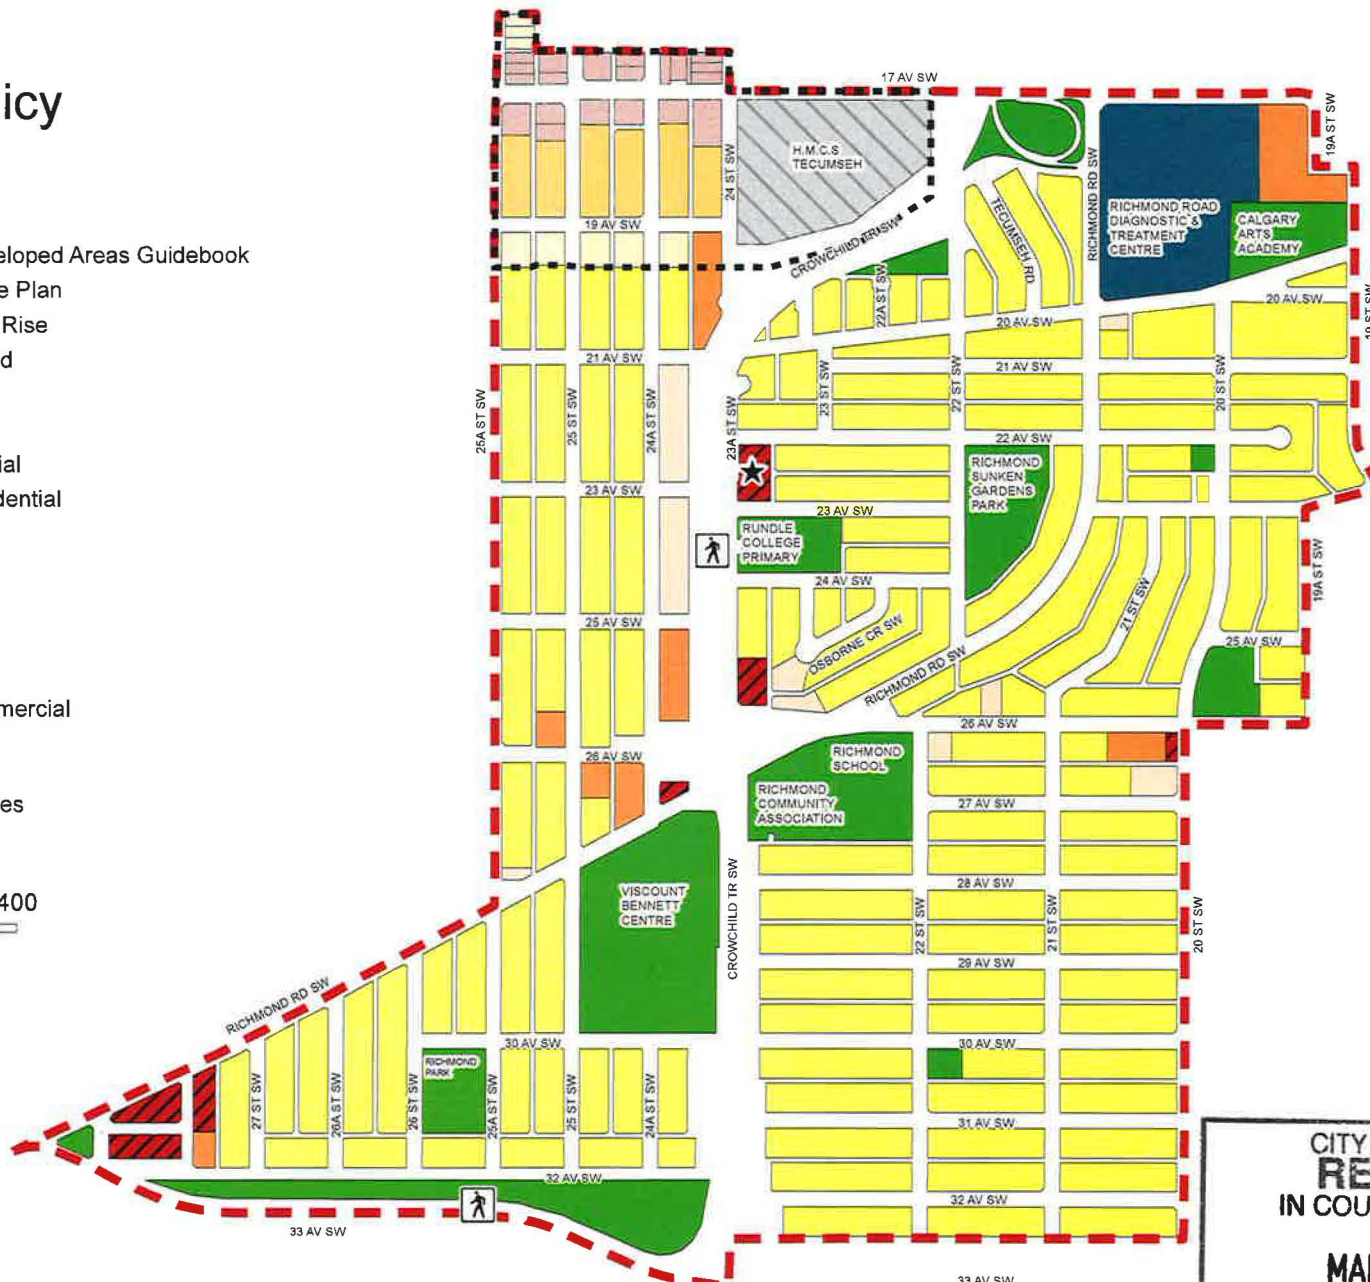 icy
eloped Areas Guidebook
e Plan
Rise
d
ial
dential
mercial
es
400
17 AV SW
19A ST SW
H.M.C.S
TECUMSEH
24 ST SW
RICHMOND RD SW
TECUMSEH RD
RICHMOND ROAD
DIAGNOSTIC &
TREATMENT
CENTRE
CALGARY
ARTS
ACADEMY
19 AV SW
CROWCHILD TR SW
22A ST SW
20 AV SW
20 AV SW
19 ST SW
21 AV SW
21 AV SW
25A ST SW
25 ST SW
24A ST SW
23A ST SW
23 ST SW
22 ST SW
20 ST SW
22 AV SW
RICHMOND
SUNKEN
GARDENS
PARK
23 AV SW
23 AV SW
RUNDLE
COLLEGE
PRIMARY
24 AV SW
19A ST SW
21 ST SW
25 AV SW
25 AV SW
OSBORNE CR SW
RICHMOND RD SW
26 AV SW
26 AV SW
RICHMOND
SCHOOL
RICHMOND
COMMUNITY
ASSOCIATION
27 AV SW
VISCOUNT
BENNETT
CENTRE
28 AV SW
CROWCHILD TR SW
22 ST SW
21 ST SW
20 ST SW
29 AV SW
RICHMOND RD SW
30 AV SW
30 AV SW
RICHMOND
PARK
27 ST SW
26A ST SW
26 ST SW
25A ST SW
25 ST SW
24A ST SW
31 AV SW
32 AV SW
32 AV SW
33 AV SW
33 AV SW
CITY
RE
IN COU
MA